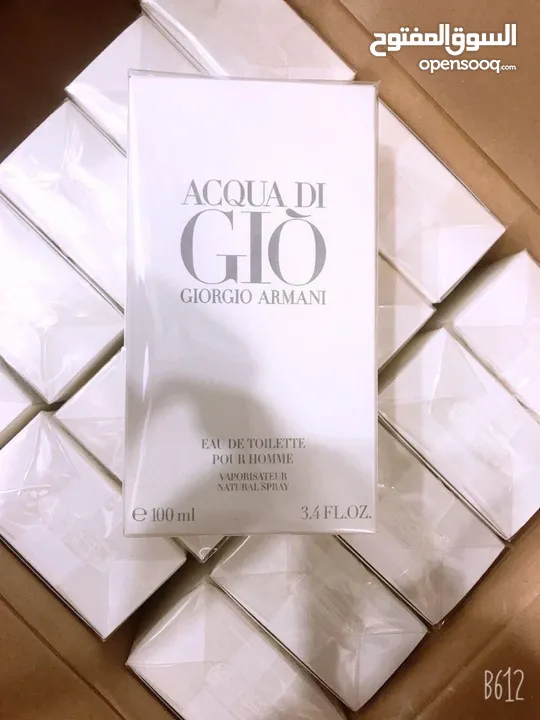 السوق المفتوح
opensooq.com
ACQUA DI
GIÒ
GIORGIO ARMANI
EAU DE TOILETTE
POUR HOMME
VAPORISATEUR
NATURAL SPRAY
e 100 ml 3.4 FL.OZ.
B612